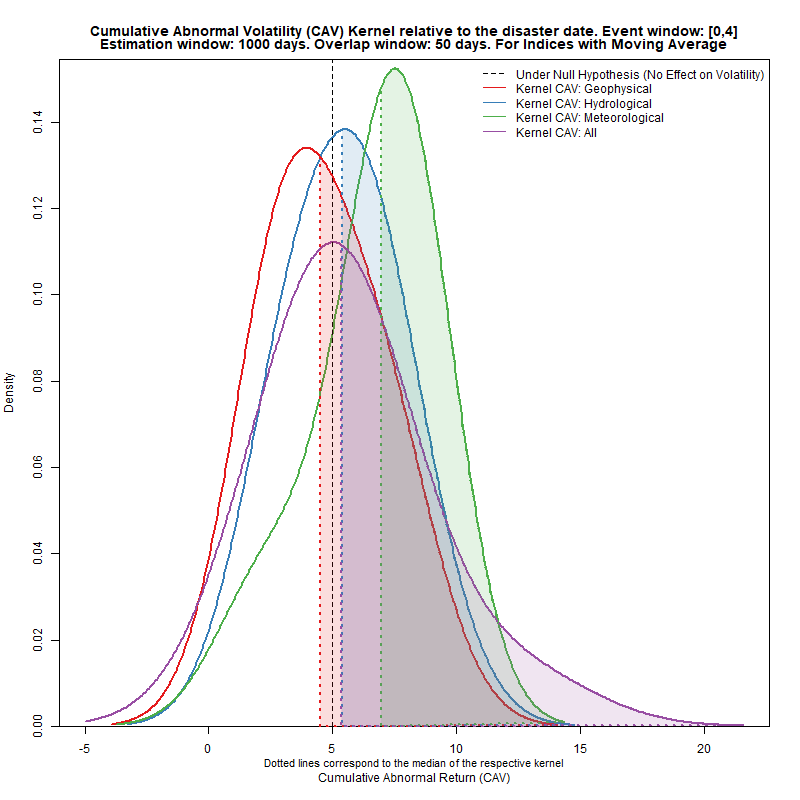 Cumulative Abnormal Volatility (CAV) Kernel relative to the disaster date. Event window: [0,4]
Estimation window: 1000 days. Overlap window: 50 days. For Indices with Moving Average
Under Null Hypothesis (No Effect on Volatility)
Kernel CAV: Geophysical
Kernel CAV: Hydrological
Kernel CAV: Meteorological
Kernel CAV: All
Density
0.14
0.12
0.10
0.08
0.06
0.04
0.02
0.00
-5 0 5 10 15 20
Dotted lines correspond to the median of the respective kernel
Cumulative Abnormal Return (CAV)